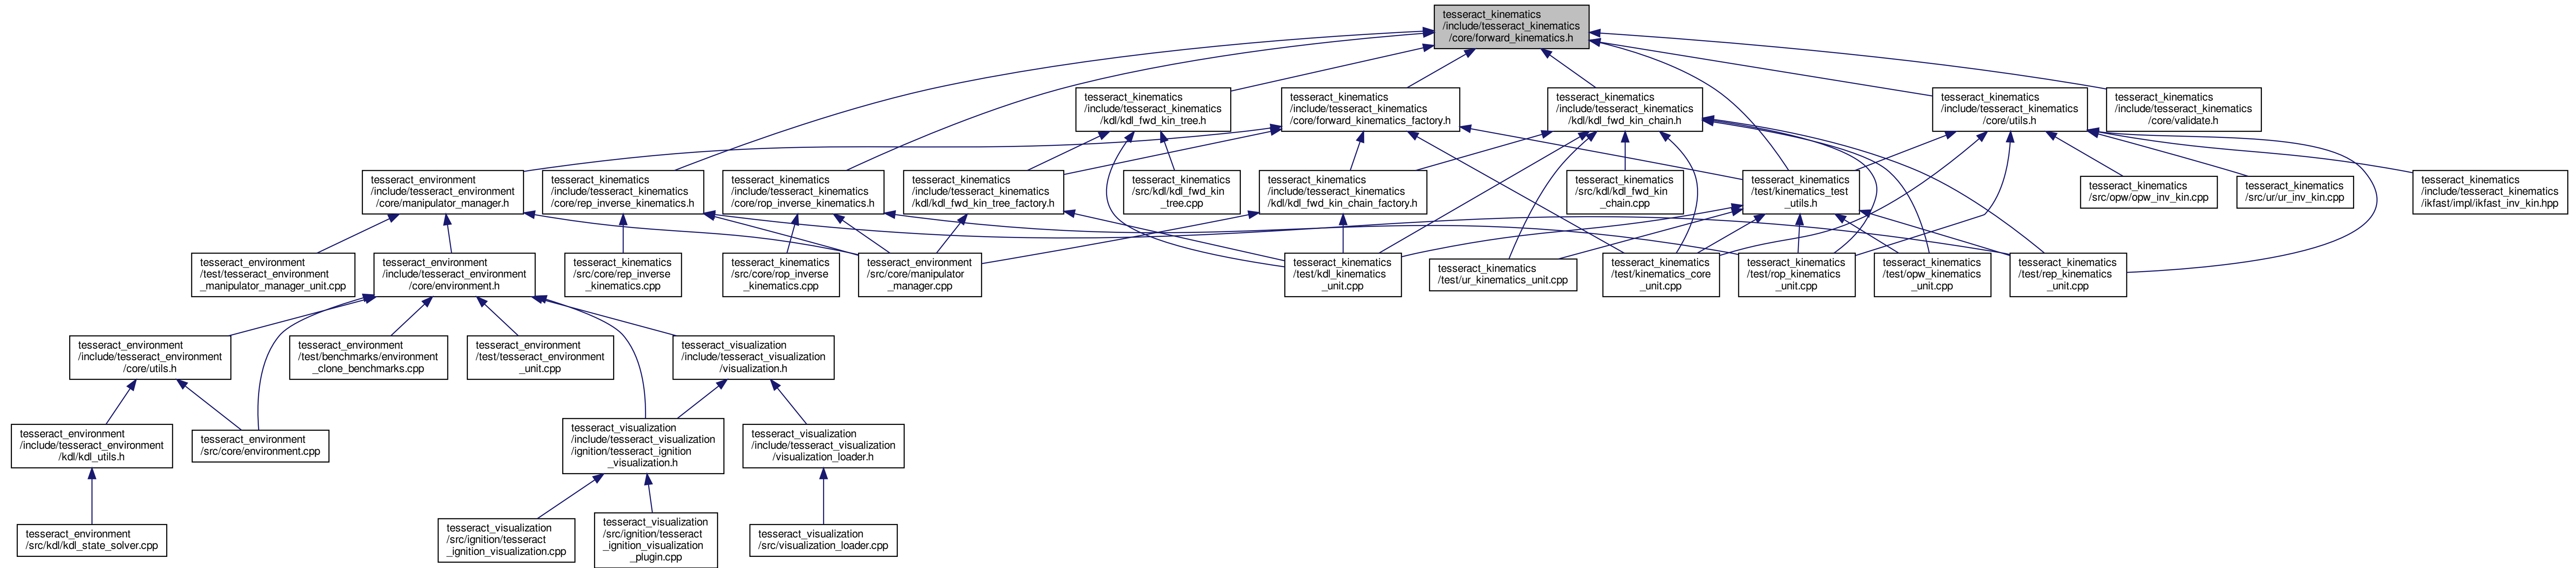 tesseract_kinematics
/include/tesseract_kinematics
/core/forward_kinematics.h
tesseract_kinematics
/include/tesseract_kinematics
/kdl/kdl_fwd_kin_tree.h
tesseract_kinematics
/include/tesseract_kinematics
/core/forward_kinematics_factory.h
tesseract_kinematics
/include/tesseract_kinematics
/kdl/kdl_fwd_kin_chain.h
tesseract_kinematics
/include/tesseract_kinematics
/core/utils.h
tesseract_kinematics
/include/tesseract_kinematics
/core/validate.h
tesseract_environment
/include/tesseract_environment
/core/manipulator_manager.h
tesseract_kinematics
/include/tesseract_kinematics
/core/rep_inverse_kinematics.h
tesseract_kinematics
/include/tesseract_kinematics
/core/rop_inverse_kinematics.h
tesseract_kinematics
/include/tesseract_kinematics
/kdl/kdl_fwd_kin_tree_factory.h
tesseract_kinematics
/src/kdl/kdl_fwd_kin
_tree.cpp
tesseract_kinematics
/include/tesseract_kinematics
/kdl/kdl_fwd_kin_chain_factory.h
tesseract_kinematics
/src/kdl/kdl_fwd_kin
_chain.cpp
tesseract_kinematics
/test/kinematics_test
_utils.h
tesseract_kinematics
/src/opw/opw_inv_kin.cpp
tesseract_kinematics
/src/ur/ur_inv_kin.cpp
tesseract_kinematics
/include/tesseract_kinematics
/ikfast/impl/ikfast_inv_kin.hpp
tesseract_environment
/test/tesseract_environment
_manipulator_manager_unit.cpp
tesseract_environment
/include/tesseract_environment
/core/environment.h
tesseract_kinematics
/src/core/rep_inverse
_kinematics.cpp
tesseract_kinematics
/src/core/rop_inverse
_kinematics.cpp
tesseract_environment
/src/core/manipulator
_manager.cpp
tesseract_kinematics
/test/kdl_kinematics
_unit.cpp
tesseract_kinematics
/test/ur_kinematics_unit.cpp
tesseract_kinematics
/test/kinematics_core
_unit.cpp
tesseract_kinematics
/test/rop_kinematics
_unit.cpp
tesseract_kinematics
/test/opw_kinematics
_unit.cpp
tesseract_kinematics
/test/rep_kinematics
_unit.cpp
tesseract_environment
/include/tesseract_environment
/core/utils.h
tesseract_environment
/test/benchmarks/environment
_clone_benchmarks.cpp
tesseract_environment
/test/tesseract_environment
_unit.cpp
tesseract_visualization
/include/tesseract_visualization
/visualization.h
tesseract_environment
/include/tesseract_environment
/kdl/kdl_utils.h
tesseract_environment
/src/core/environment.cpp
tesseract_visualization
/include/tesseract_visualization
/ignition/tesseract_ignition
_visualization.h
tesseract_visualization
/include/tesseract_visualization
/visualization_loader.h
tesseract_environment
/src/kdl/kdl_state_solver.cpp
tesseract_visualization
/src/ignition/tesseract
_ignition_visualization.cpp
tesseract_visualization
/src/ignition/tesseract
_ignition_visualization
_plugin.cpp
tesseract_visualization
/src/visualization_loader.cpp